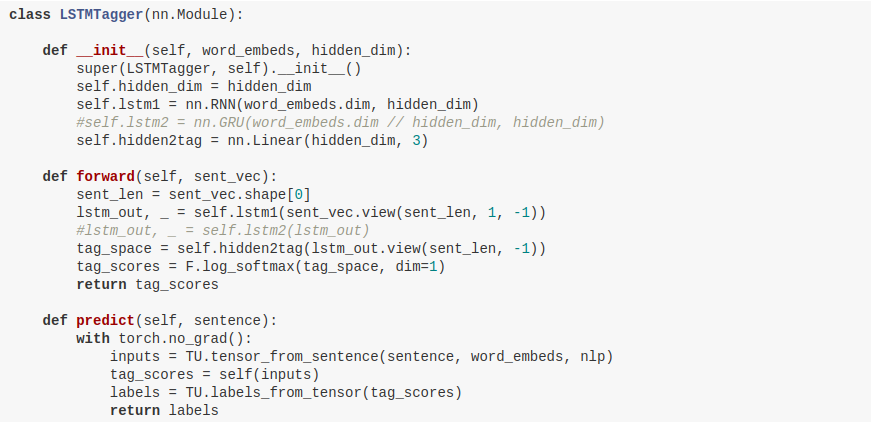 class LSTMTagger(nn.Module):
def __init__(self, word_embeds, hidden_dim):
super(LSTMTagger, self).__init__()
self.hidden_dim = hidden_dim
self.lstm1 = nn.RNN(word_embeds.dim, hidden_dim)
#self.lstm2 = nn.GRU(word_embeds.dim // hidden_dim, hidden_dim)
self.hidden2tag = nn.Linear(hidden_dim, 3)
def forward(self, sent_vec):
sent_len = sent_vec.shape[0]
lstm_out, _ = self.lstm1(sent_vec.view(sent_len, 1, -1))
#lstm_out, _ = self.lstm2(lstm_out)
tag_space = self.hidden2tag(lstm_out.view(sent_len, -1))
tag_scores = F.log_softmax(tag_space, dim=1)
return tag_scores
def predict(self, sentence):
with torch.no_grad():
inputs = TU.tensor_from_sentence(sentence, word_embeds, nlp)
tag_scores = self(inputs)
labels = TU.labels_from_tensor(tag_scores)
return labels